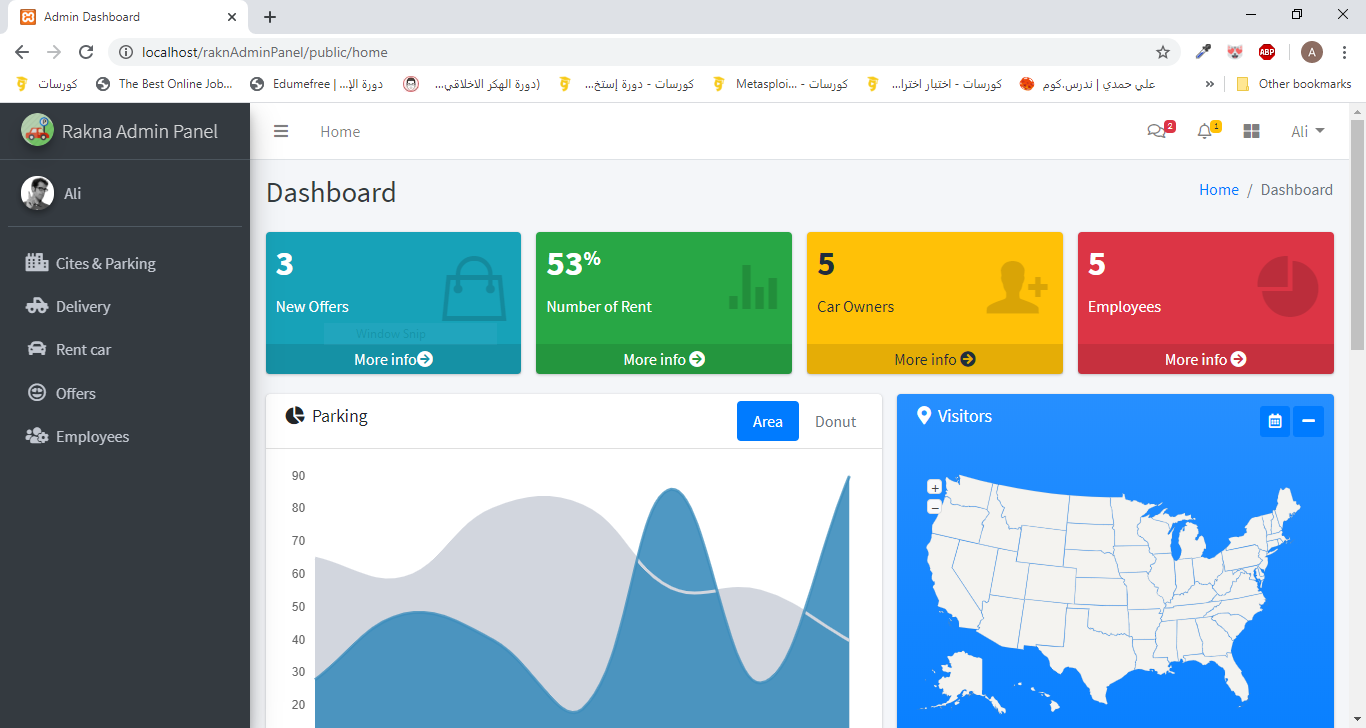 Admin Dashboard
localhost/raknAdminPanel/public/home
A
ABP
كورسات
The Best Online Job...
Edumefree | دورة الإ...
(دورة الهكر الاخلاقي...
كورسات - دورة إستخ...
كورسات - Metasploi...
كورسات - اختبار اخترا...
علي حمدي | ندرس.كوم
»
Other bookmarks
Rakna Admin Panel
Home
2
1
Ali
Ali
Dashboard
Home / Dashboard
Cites & Parking
Delivery
Rent car
Offers
Employees
3
New Offers
Window Snip
More info
53%
Number of Rent
More info
5
Car Owners
More info
5
Employees
More info
Parking
Area
Donut
90
80
70
60
50
40
30
20
Visitors
+
−